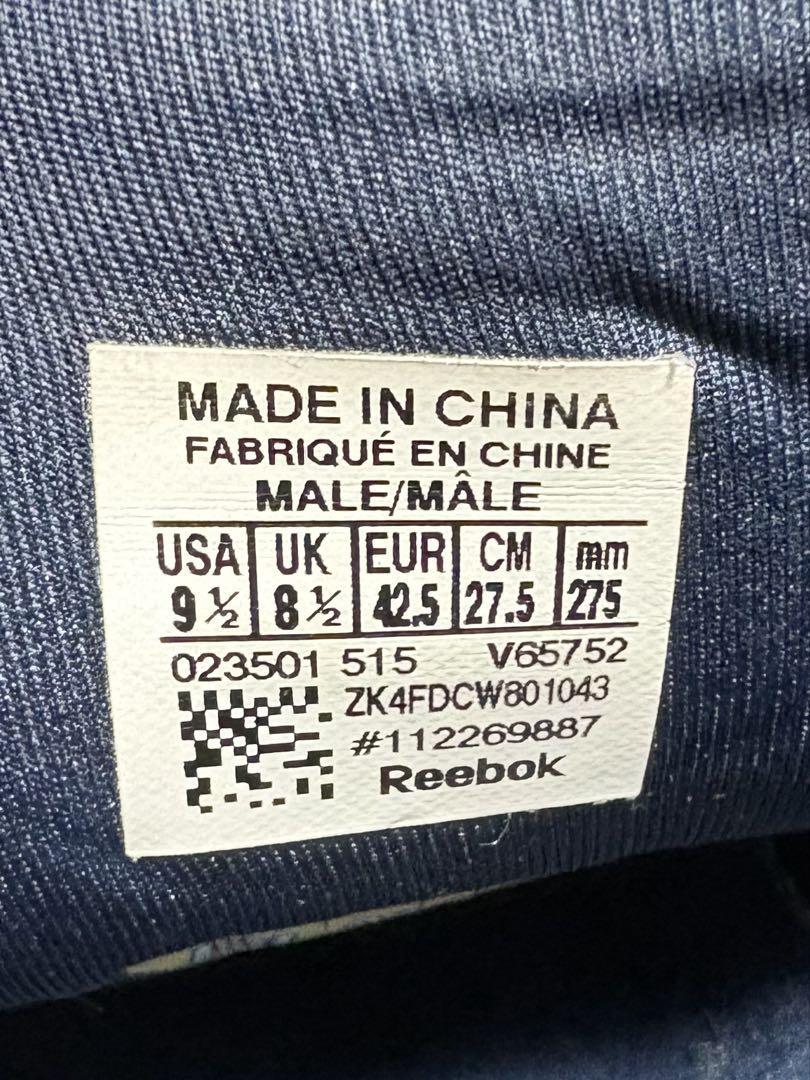 MADE IN CHINA
FABRIQUÉ EN CHINE
MALE/MÂLE
USA UK EUR CM mm
9 ½ 8 ½ 42.5 27.5 275
023501 515 V65752
ZK4FDCW801043
#112269887
Reebok